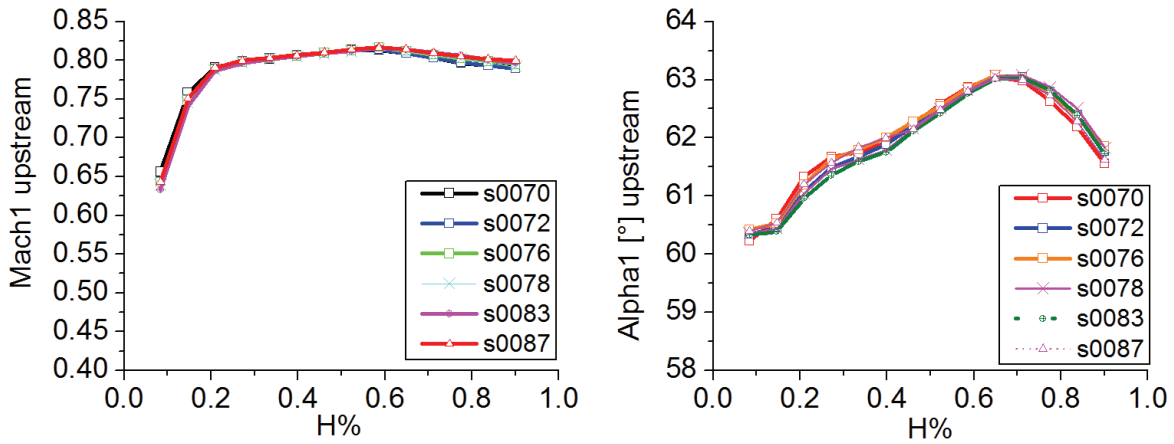 0.85
0.80
0.75
0.70
0.65
0.60
0.55
0.50
0.45
0.40
Mach1 upstream
s0070
s0072
s0076
s0078
s0083
s0087
0.0 0.2 0.4 0.6 0.8 1.0
H%
64
63
62
61
60
59
58
Alpha1 [°] upstream
s0070
s0072
s0076
s0078
s0083
s0087
0.0 0.2 0.4 0.6 0.8 1.0
H%